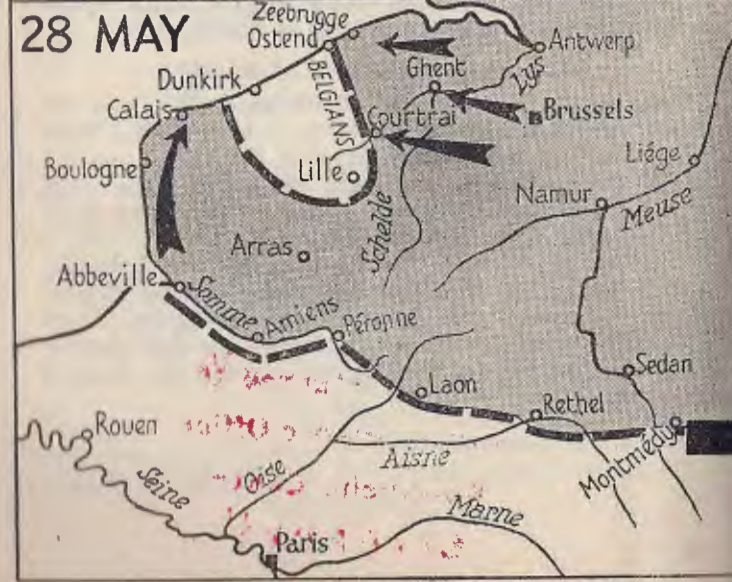 28 MAY
Zeebrugge
Ostend
Antwerp
Ghent
Lys
Dunkirk
BELGIANS
Calais
Courtrai
Brussels
Boulogne
Lille
Liége
Namur
Meuse
Schelde
Arras
Abbeville
Somme
Amiens
Péronne
Sedan
Laon
Rethel
Rouen
Aisne
Montmédy
Seine
Oise
Marne
Paris